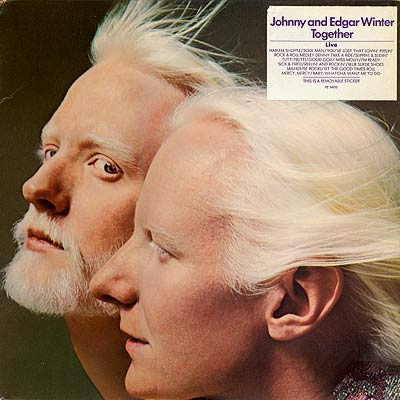 Johnny and Edgar Winter
Together
Live
HARLEM SHUFFLE/SOUL MAN/YOU'VE LOST THAT LOVIN' FEELIN'
ROCK & ROLL MEDLEY: (JENNY TAKE A RIDE/SLIPPIN' & SLIDIN'
TUTTI FRUTTI/GOOD GOLLY MISS MOLLY/I'M READY
SICK & TIRED/REELIN' AND ROCKIN'/BLUE SUEDE SHOES
JAILHOUSE ROCK)/LET THE GOOD TIMES ROLL
MERCY, MERCY/BABY, WHATCHA WANT ME TO DO
THIS IS A REMOVABLE STICKER